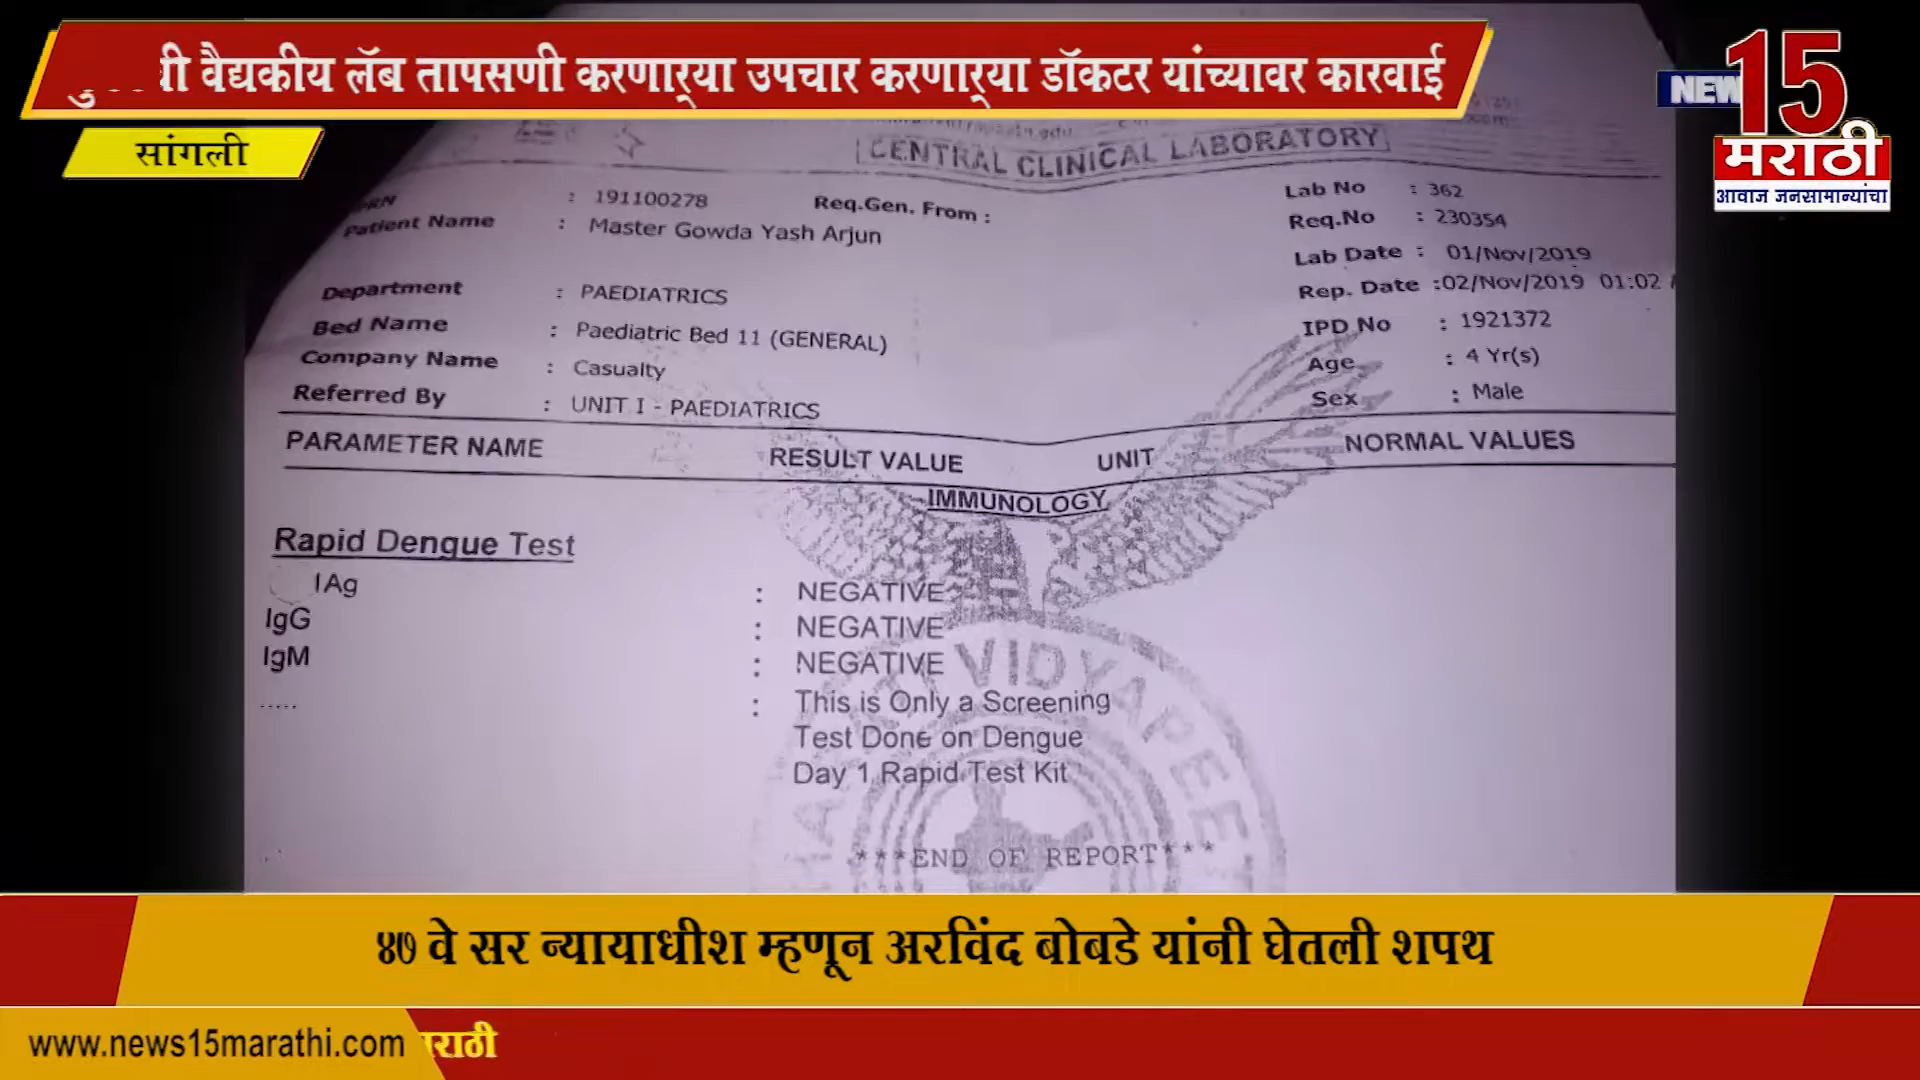 वैद्यकीय लॅब तापसणी करणाऱ्या उपचार करणाऱ्या डॉकटर यांच्यावर कारवाई
NEW 15
मराठी
आवाज जनसामान्यांचा
सांगली
CENTRAL CLINICAL LABORATORY
: 191100278 Req.Gen. From :
Patient Name : Master Gowda Yash Arjun
Department : PAEDIATRICS
Bed Name : Paediatric Bed 11 (GENERAL)
Company Name : Casualty
Referred By : UNIT I - PAEDIATRICS
Lab No : 362
Req.No : 230354
Lab Date : 01/Nov/2019
Rep. Date :02/Nov/2019 01:02
IPD No : 1921372
Age : 4 Yr(s)
Sex : Male
PARAMETER NAME RESULT VALUE UNIT NORMAL VALUES
IMMUNOLOGY
Rapid Dengue Test
IAg : NEGATIVE
IgG : NEGATIVE
IgM : NEGATIVE
..... : This is Only a Screening
Test Done on Dengue
Day 1 Rapid Test Kit
VIDYAPEET
***END OF REPORT***
४७ वे सर न्यायाधीश म्हणून अरविंद बोबडे यांनी घेतली शपथ
www.news15marathi.com राठी